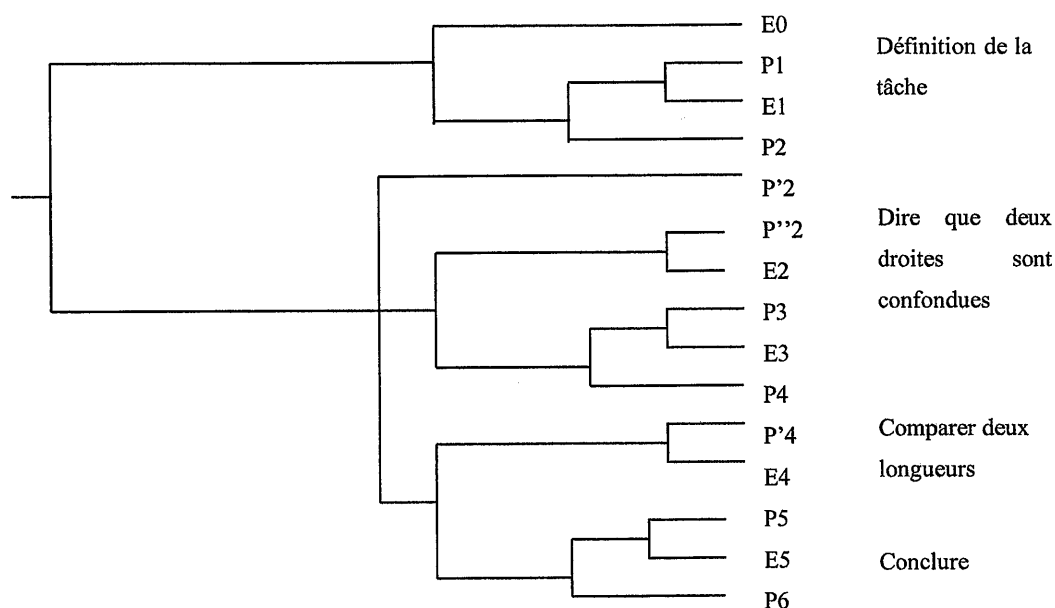 E0
Définition de la
P1
tâche
E1
P2
P'2
Dire que deux
P''2
droites sont
E2
confondues
P3
E3
P4
P'4
Comparer deux
E4
longueurs
P5
E5
Conclure
P6